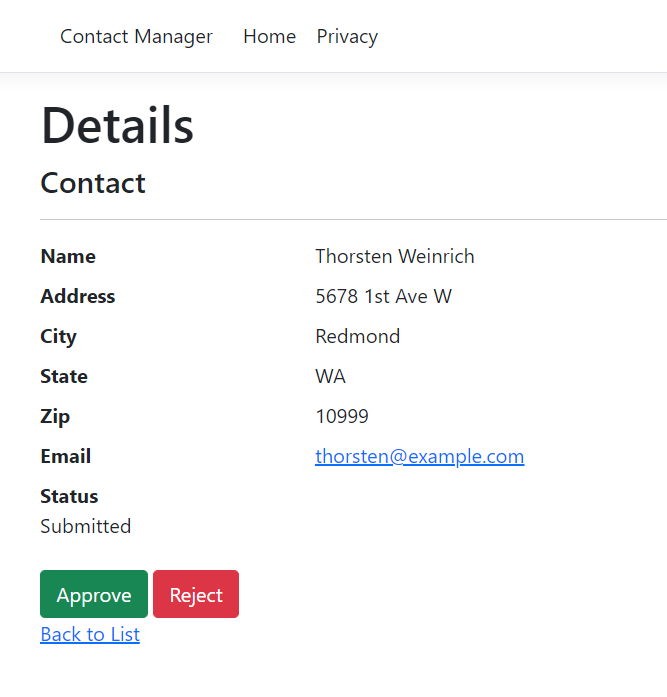 Contact Manager Home Privacy
Details
Contact
Name Thorsten Weinrich
Address 5678 1st Ave W
City Redmond
State WA
Zip 10999
Email thorsten@example.com
Status
Submitted
Approve Reject
Back to List